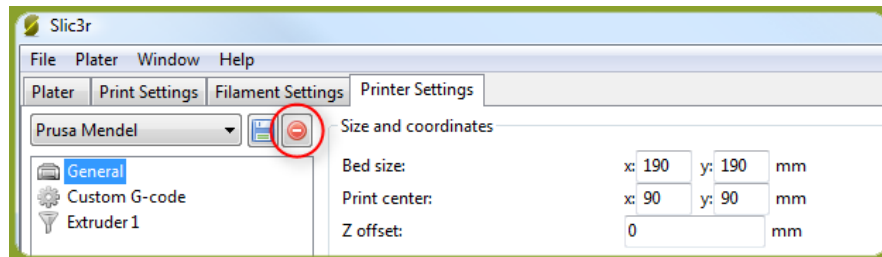 Slic3r
File Plater Window Help
Plater Print Settings Filament Settings Printer Settings
Prusa Mendel
Size and coordinates
General
Custom G-code
Extruder 1
Bed size: x: 190 y: 190 mm
Print center: x: 90 y: 90 mm
Z offset: 0 mm